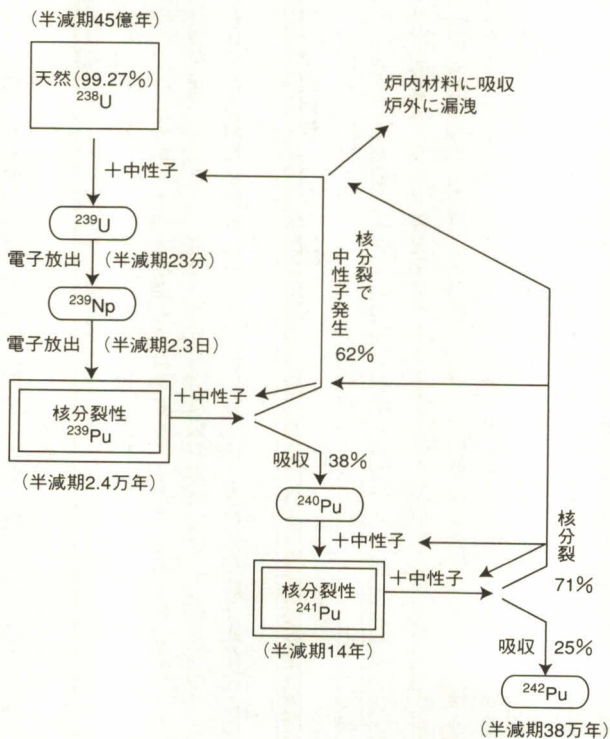 (半減期45億年)
天然(99.27%)
²³⁸U
炉内材料に吸収
炉外に漏洩
+中性子
²³⁹U
電子放出 (半減期23分)
²³⁹Np
電子放出 (半減期2.3日)
核分裂で
中性子発生
62%
+中性子
核分裂性
²³⁹Pu
(半減期2.4万年)
吸収 38%
²⁴⁰Pu
+中性子
核分裂
71%
+中性子
核分裂性
²⁴¹Pu
(半減期14年)
吸収 25%
²⁴²Pu
(半減期38万年)